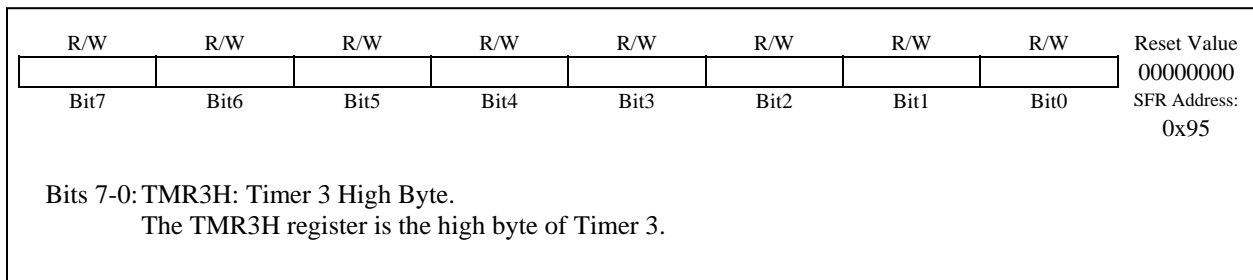 R/W R/W R/W R/W R/W R/W R/W R/W Reset Value
00000000
Bit7 Bit6 Bit5 Bit4 Bit3 Bit2 Bit1 Bit0 SFR Address:
0x95
Bits 7-0: TMR3H: Timer 3 High Byte.
The TMR3H register is the high byte of Timer 3.